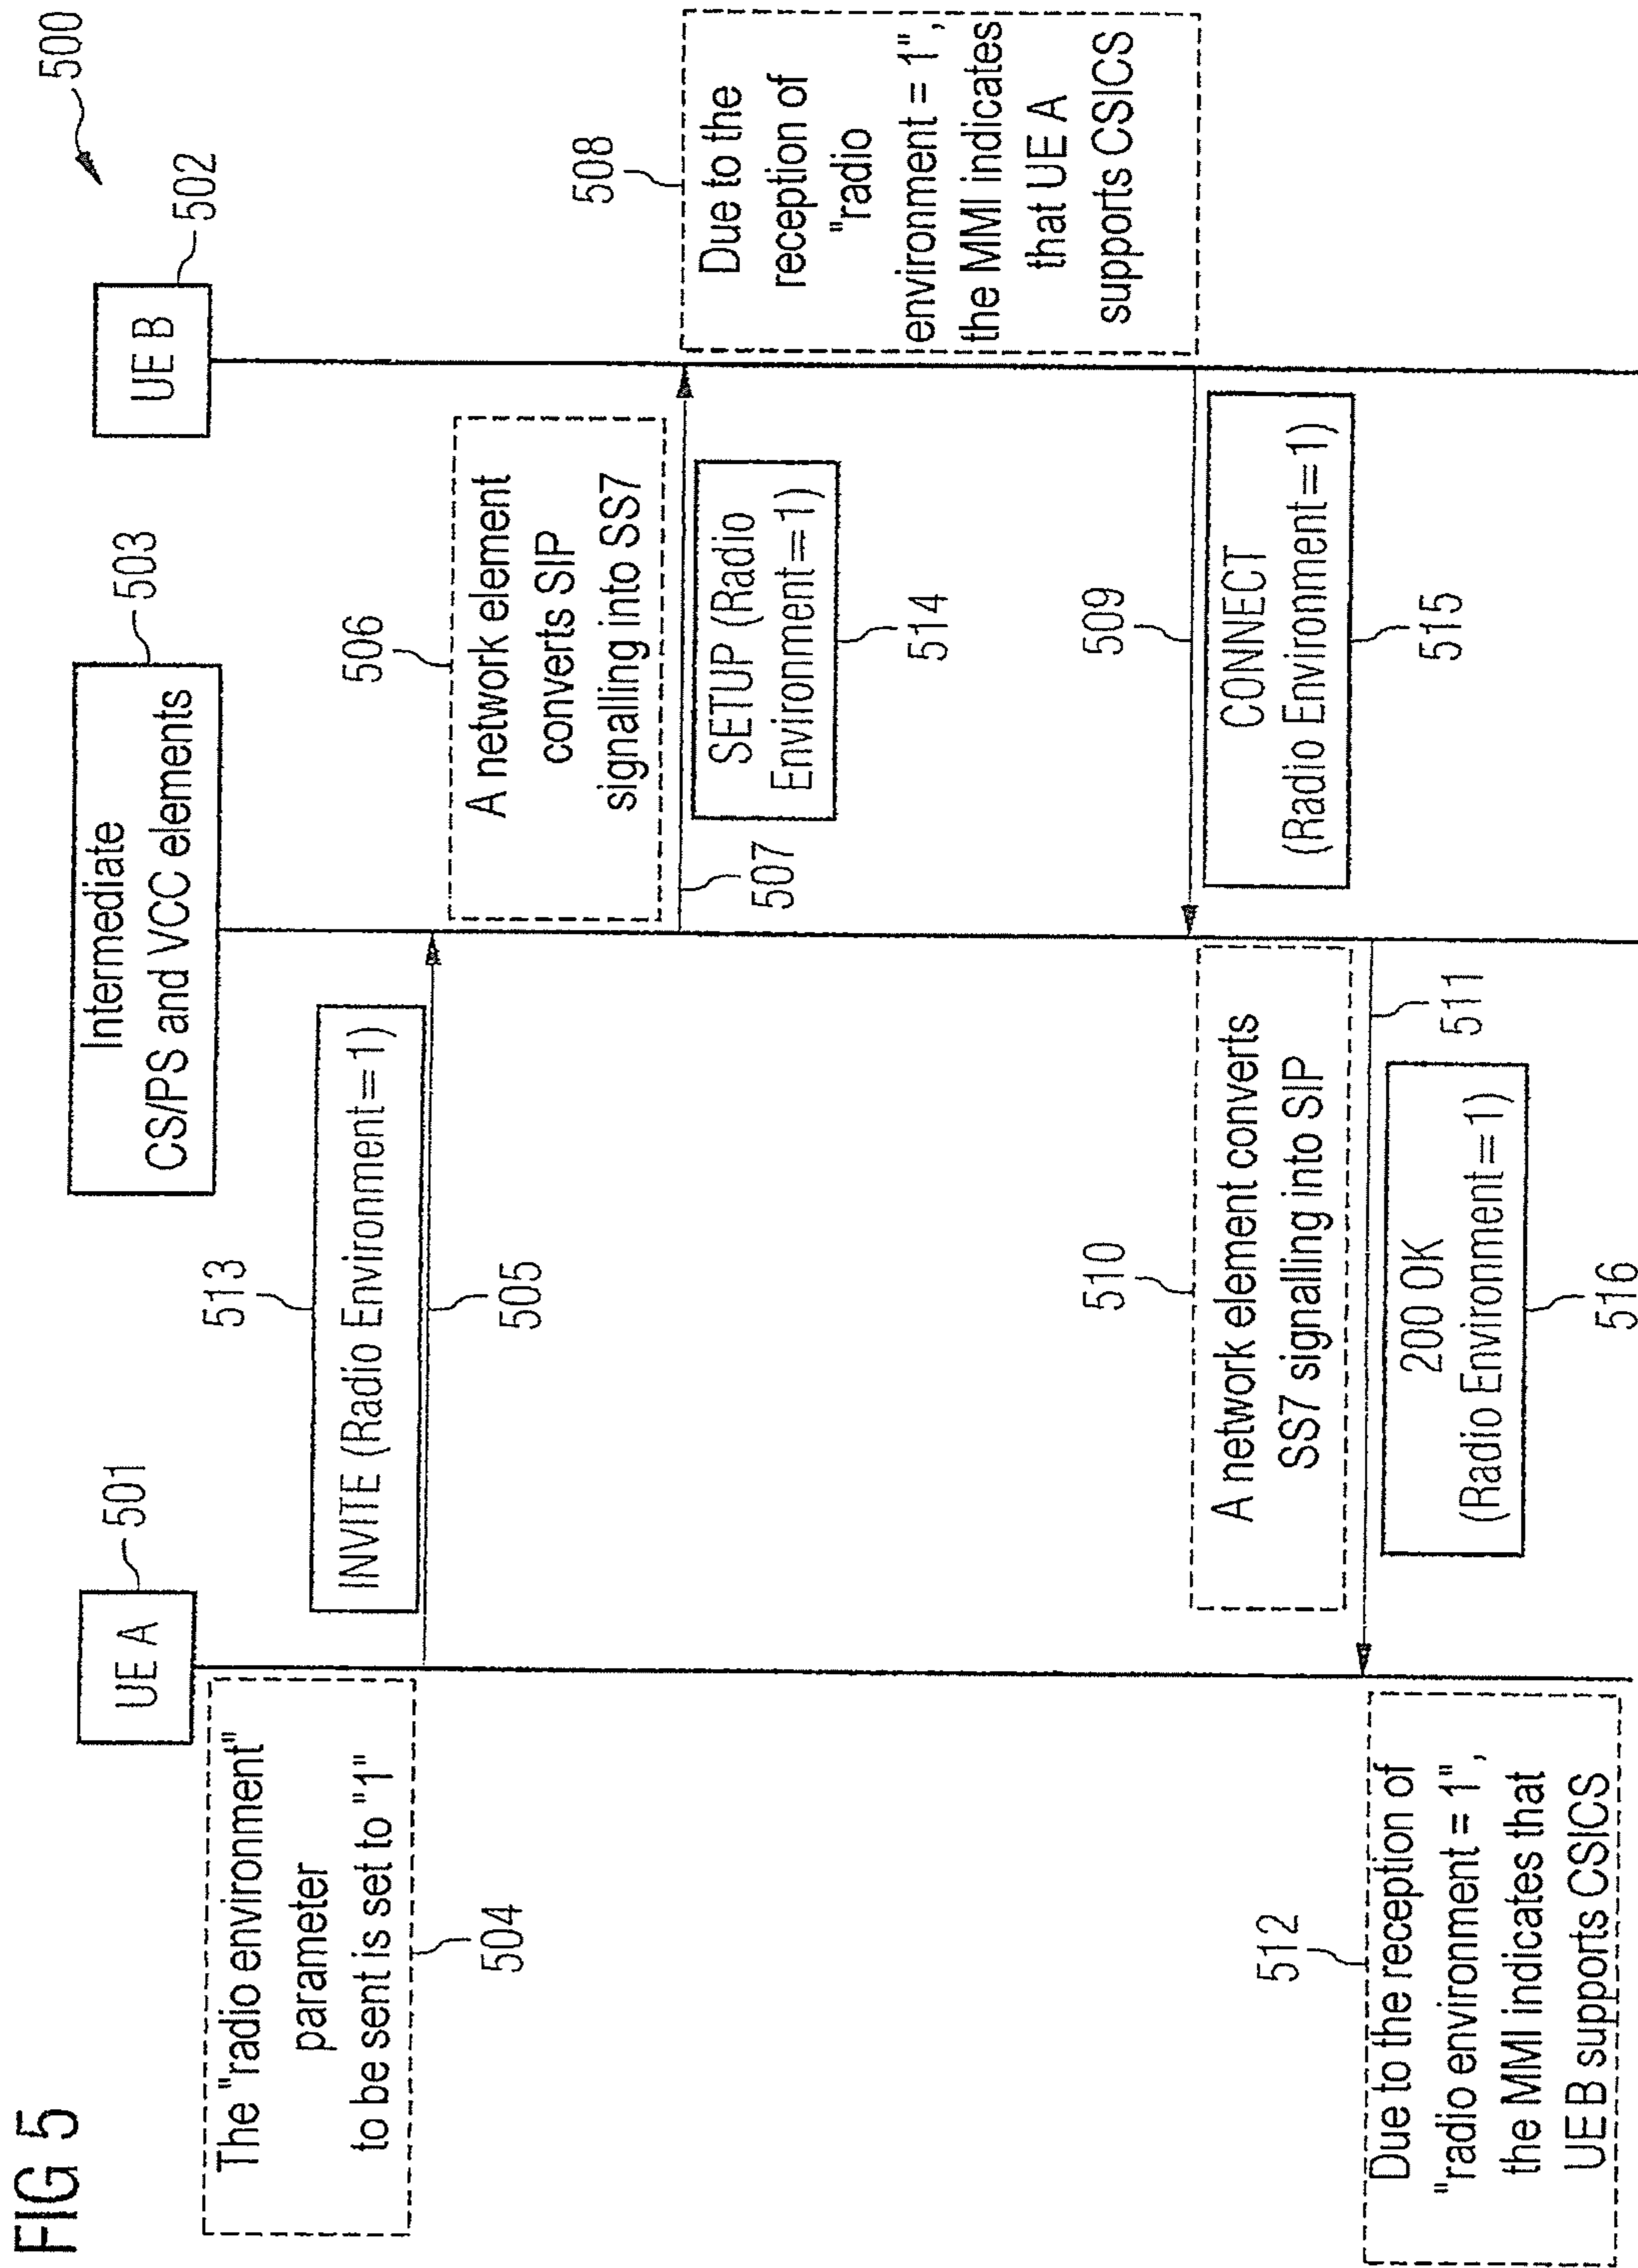 FIG 5
500
UE A
501
Intermediate
CS/PS and VCC elements
503
UE B
502
The "radio environment"
parameter
to be sent is set to "1"
504
513
INVITE (Radio Environment=1)
505
506
A network element
converts SIP
signalling into SS7
507
SETUP (Radio
Environment=1)
514
508
Due to the
reception of
"radio
environment = 1",
the MMI indicates
that UE A
supports CSICS
509
CONNECT
(Radio Environment=1)
515
510
A network element converts
SS7 signalling into SIP
511
200 OK
(Radio Environment=1)
516
512
Due to the reception of
"radio environment = 1",
the MMI indicates that
UE B supports CSICS